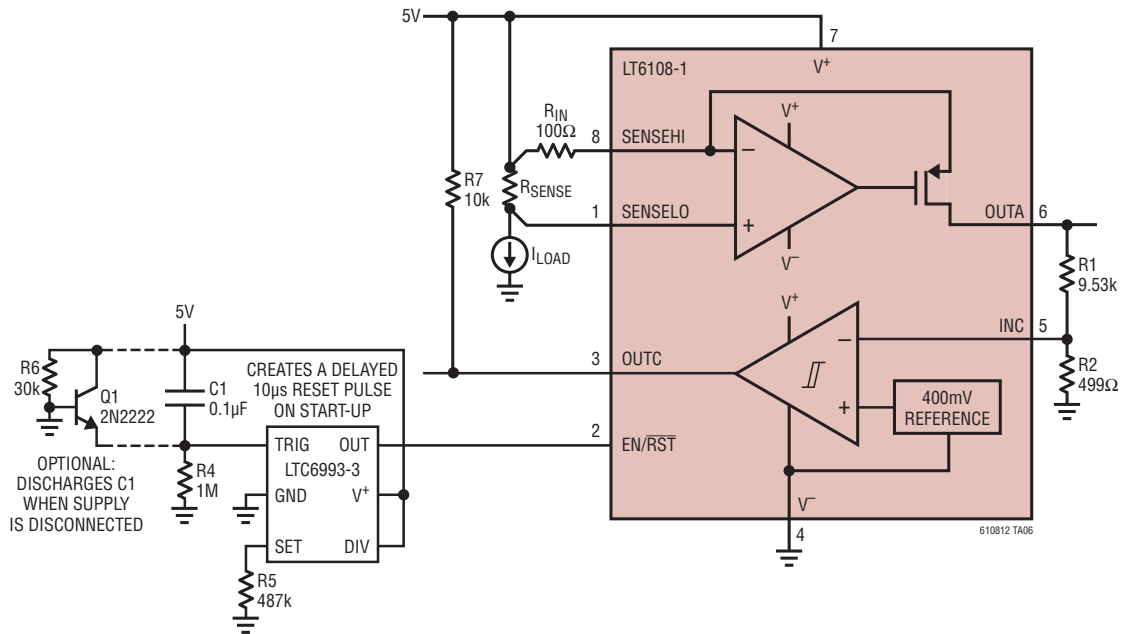 5V
7
V+
LT6108-1
RIN
100Ω
8
SENSEHI
V+
−
R7
10k
RSENSE
1
SENSELO
+
V−
OUTA
6
ILOAD
R1
9.53k
V+
INC
5
−
5V
R6
30k
Q1
2N2222
C1
0.1µF
CREATES A DELAYED
10µs RESET PULSE
ON START-UP
3
OUTC
R2
499Ω
+
400mV
REFERENCE
2
EN/RST
TRIG
OUT
LTC6993-3
OPTIONAL:
DISCHARGES C1
WHEN SUPPLY
IS DISCONNECTED
R4
1M
GND
V+
SET
DIV
V−
4
610812 TA06
R5
487k